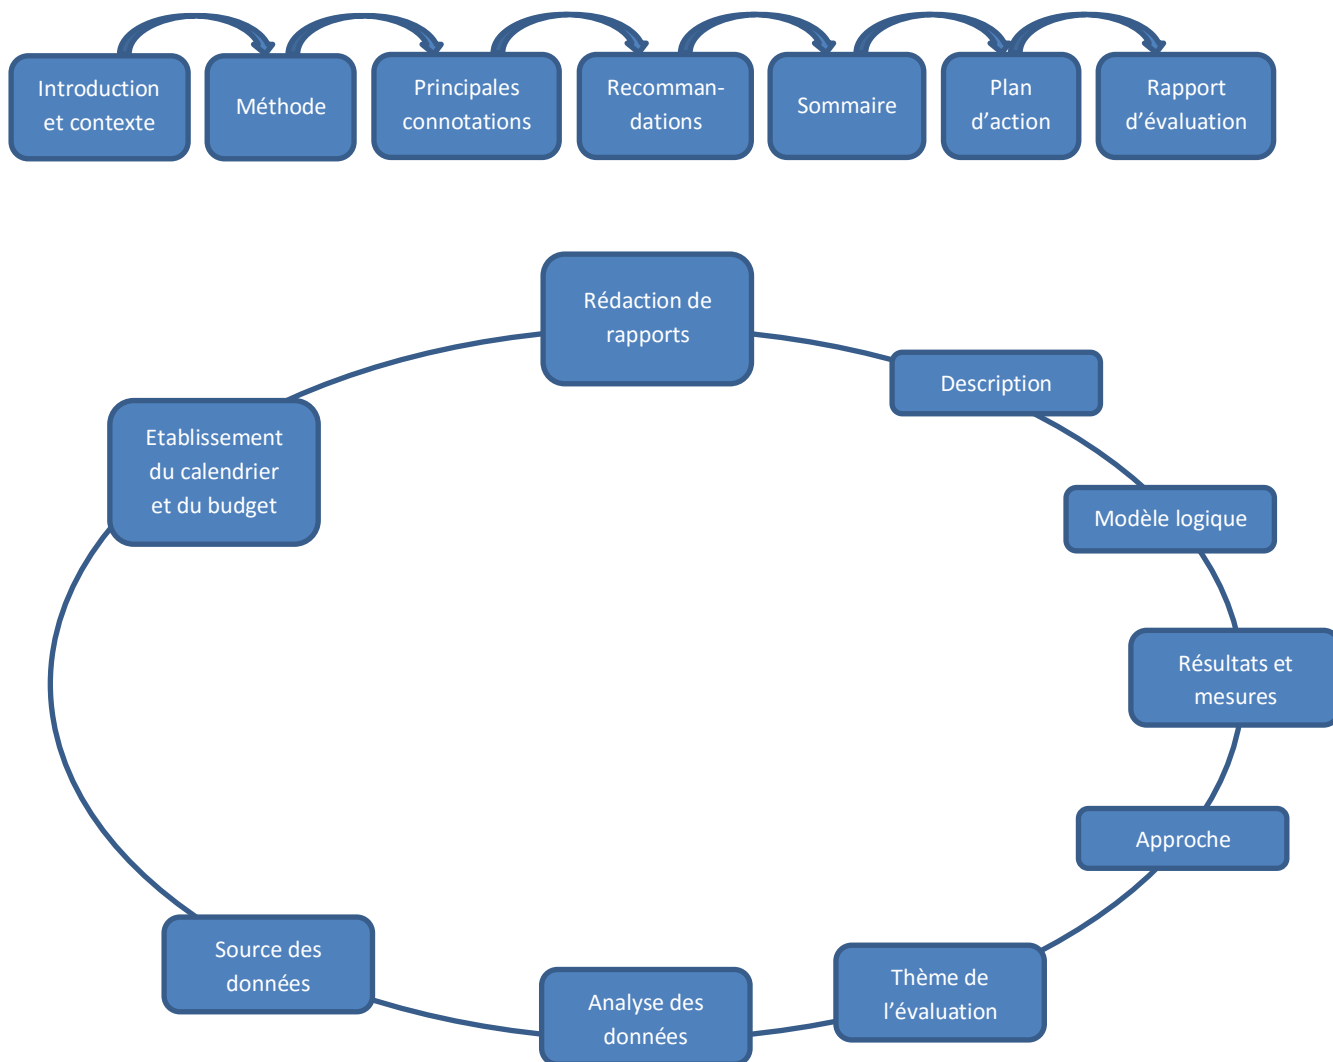 Introduction
et contexte
Méthode
Principales
connotations
Recomman-
dations
Sommaire
Plan
d’action
Rapport
d’évaluation
Rédaction de
rapports
Description
Modèle logique
Résultats et
mesures
Approche
Thème de
l’évaluation
Analyse des
données
Source des
données
Etablissement
du calendrier
et du budget